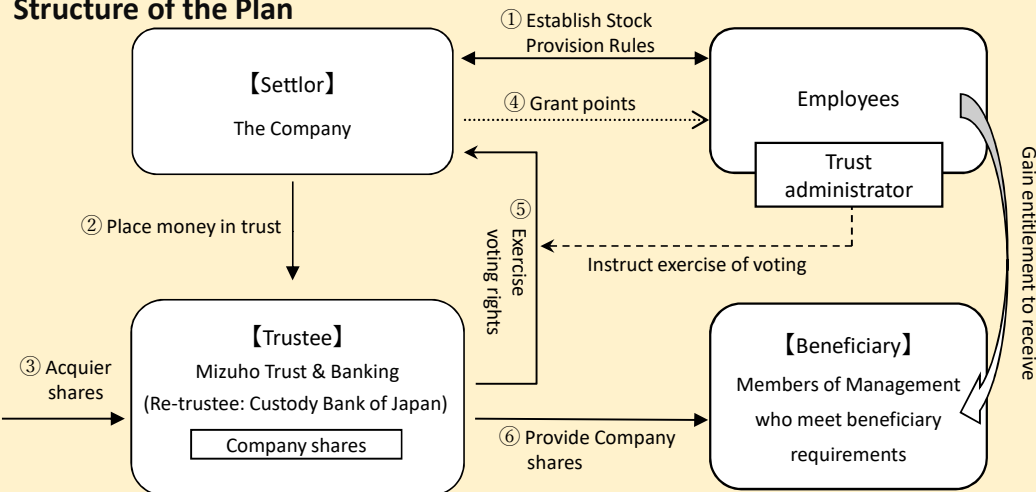 Structure of the Plan
① Establish Stock
Provision Rules
【Settlor】
The Company
④ Grant points
Employees
Trust
administrator
② Place money in trust
⑤ Exercise
voting rights
Instruct exercise of voting
Gain entitlement to receive
③ Acquier
shares
【Trustee】
Mizuho Trust & Banking
(Re-trustee: Custody Bank of Japan)
Company shares
⑥ Provide Company
shares
【Beneficiary】
Members of Management
who meet beneficiary
requirements